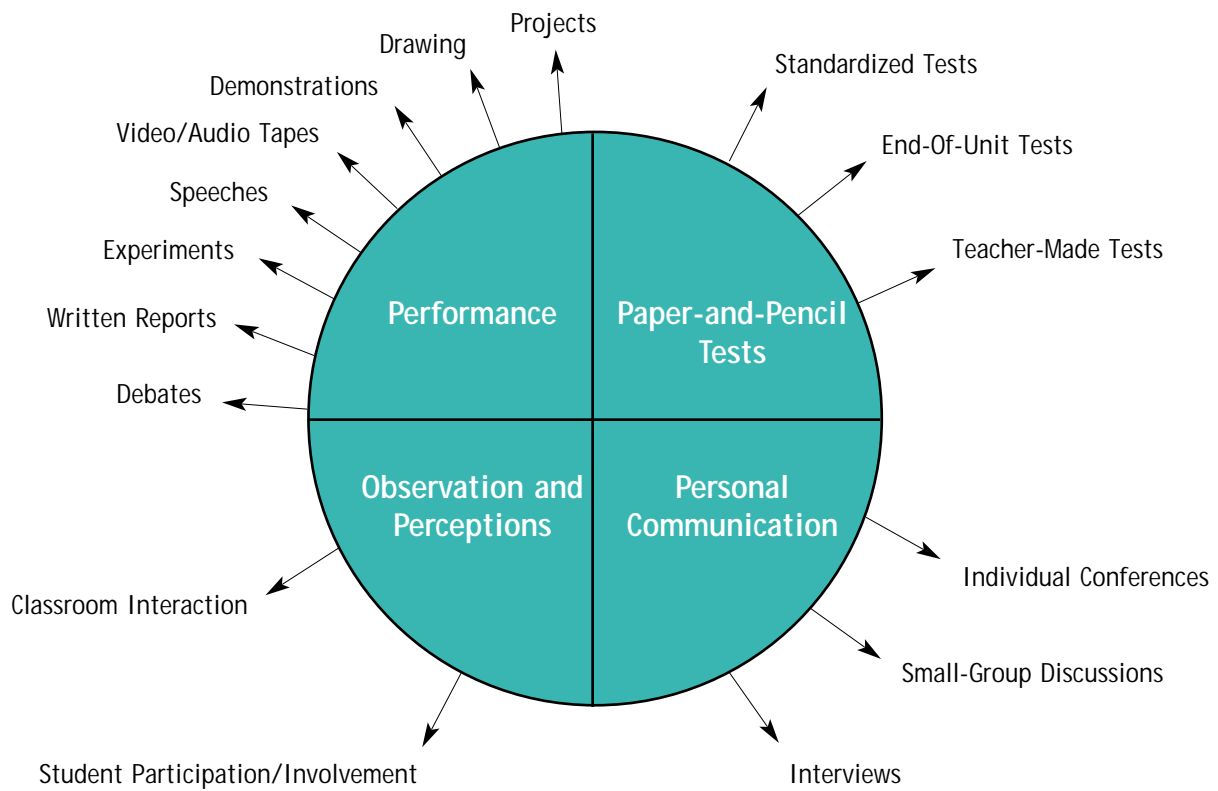 Projects
Drawing
Standardized Tests
Demonstrations
Video/Audio Tapes
End-Of-Unit Tests
Speeches
Experiments
Teacher-Made Tests
Written Reports
Debates
Performance
Paper-and-Pencil
Tests
Observation and
Perceptions
Personal
Communication
Individual Conferences
Classroom Interaction
Small-Group Discussions
Student Participation/Involvement
Interviews